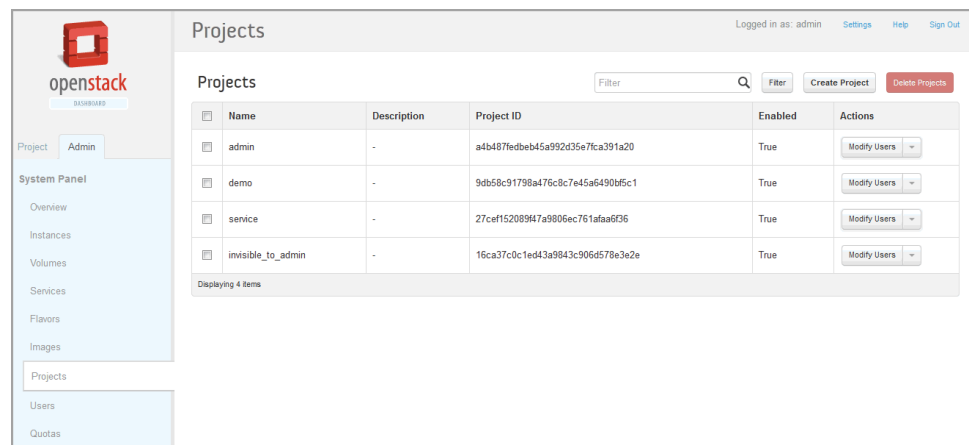 openstack
DASHBOARD
Project Admin
System Panel
Overview
Instances
Volumes
Services
Flavors
Images
Projects
Users
Quotas
Projects
Logged in as: admin Settings Help Sign Out
Projects
Filter Filter Create Project Delete Projects
Name Description Project ID Enabled Actions
admin - a4b487fedbeb45a992d35e7fca391a20 True Modify Users
demo - 9db58c91798a476c8c7e45a6490bf5c1 True Modify Users
service - 27cef152089f47a9806ec761afaa6f36 True Modify Users
invisible_to_admin - 16ca37c0c1ed43a9843c906d578e3e2e True Modify Users
Displaying 4 items